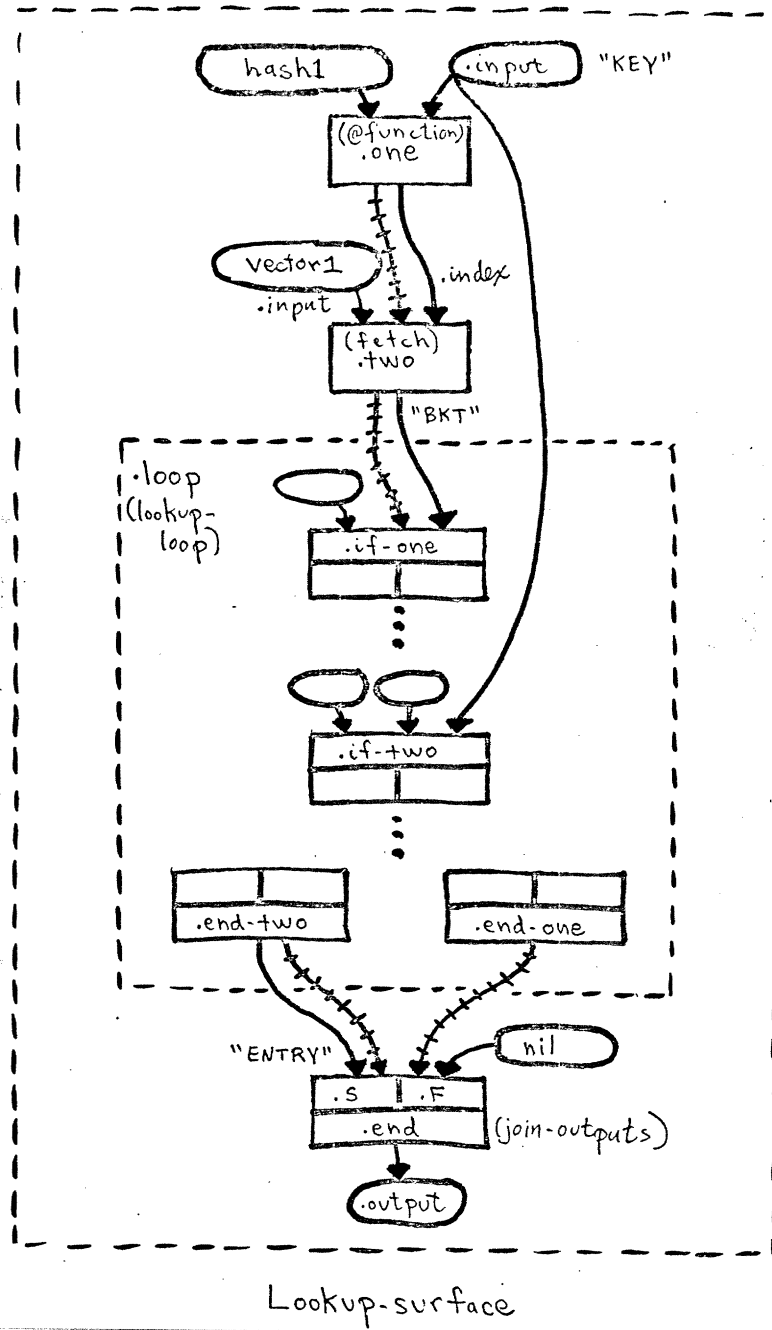 hash1
.input
"KEY"
(@function)
.one
vector1
.input
.index
(fetch)
.two
"BKT"
.loop
(lookup-
loop)
.if-one
.if-two
.end-two
.end-one
"ENTRY"
nil
.S
.F
.end
(join-outputs)
.output
Lookup-surface